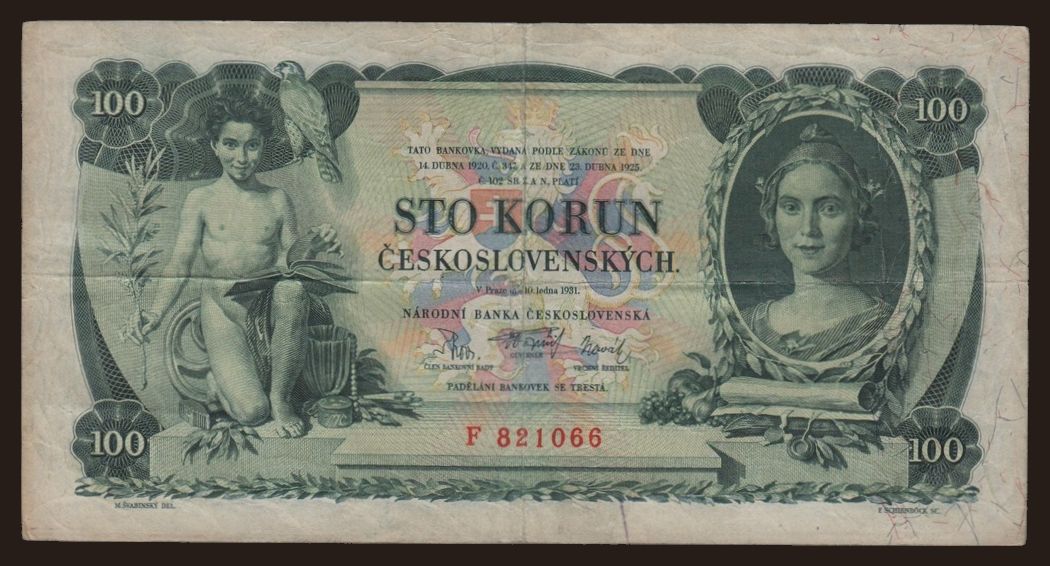 100
100
TATO BANKOVKA, VYDANÁ PODLE ZÁKONŮ ZE DNE
14. DUBNA 1920, Č. 347 A ZE DNE 23. DUBNA 1925,
Č. 102 SB. Z. A N., PLATÍ
STO KORUN
ČESKOSLOVENSKÝCH.
V Praze dne 10. ledna 1931.
NÁRODNÍ BANKA ČESKOSLOVENSKÁ
ČLEN BANKOVNÍ RADY
GUVERNÉR
VRCHNÍ ŘEDITEL
PADĚLÁNÍ BANKOVEK SE TRESTÁ.
F 821066
100
100
M. ŠVABINSKÝ DEL.
F. SCHIRNBÖCK SC.